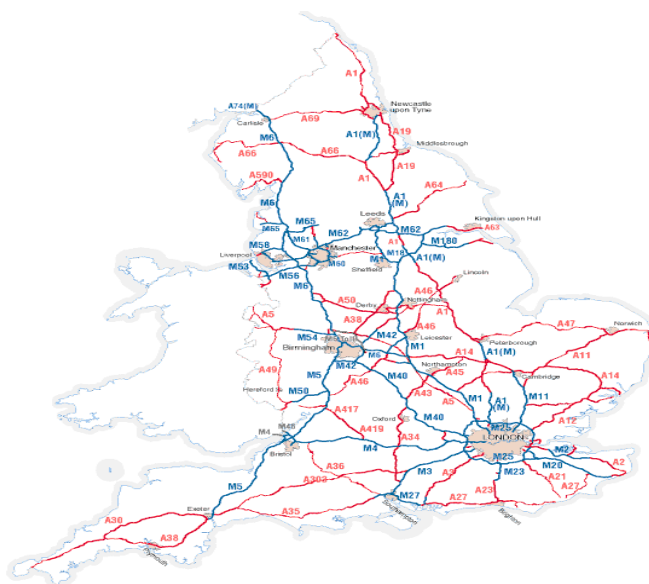 A1
Newcastle
upon Tyne
A74(M)
Carlisle
A69
M6
A1(M)
A19
Middlesbrough
A66
A66
A19
A1
A590
A1
(M)
A64
M6
Leeds
Kingston upon Hull
M55
M65
M62
M62
A63
M61
M58
Manchester
A1
M180
Liverpool
M60
M1
M18
A1(M)
M53
M56
Sheffield
M6
Lincoln
A50
Derby
A46
Nottingham
A1
A5
A38
A47
Norwich
M54
M42
A46
Leicester
Peterborough
Birmingham
M6
M1
A14
A1(M)
A11
M42
A49
M5
M40
Northampton
A45
Cambridge
A14
Hereford
M50
A46
A43
A5
M1
A1
(M)
M11
A417
Oxford
M40
A12
M48
M4
A419
M25
LONDON
Bristol
M4
A34
M25
M2
A36
M3
A3
M23
M20
A2
M5
A303
A21
A27
Exeter
M27
A27
A23
A35
Southampton
Brighton
A30
A38
Plymouth